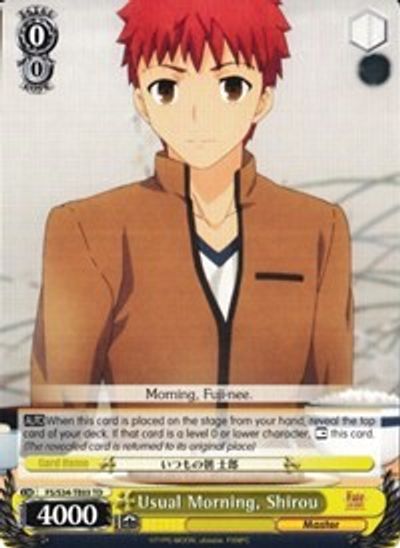 0
0
Morning, Fuji-nee.
AUTO When this card is placed on the stage from your hand, reveal the top
card of your deck. If that card is a level 0 or lower character, this card.
(The revealed card is returned to its original place)
Card Name
いつもの朝 士郎
FS/S34-TE03 TD
Usual Morning, Shirou
4000
Master
Fate